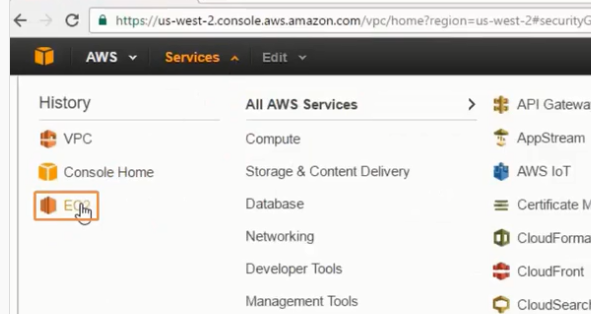 https://us-west-2.console.aws.amazon.com/vpc/home?region=us-west-2#securityG
AWS Services Edit
History
VPC
Console Home
EC2
All AWS Services
Compute
Storage & Content Delivery
Database
Networking
Developer Tools
Management Tools
API Gatewa
AppStream
AWS IoT
Certificate M
CloudForma
CloudFront
CloudSearch